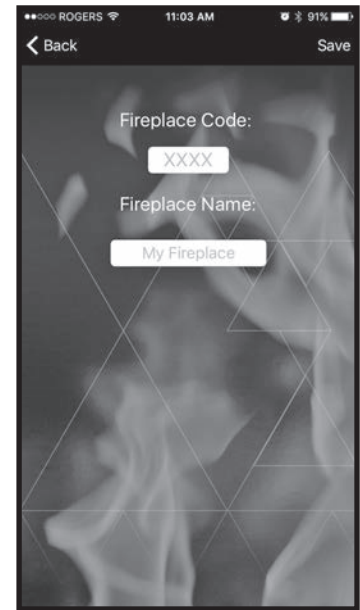 ROGERS 11:03 AM 91%
Back Save
Fireplace Code:
XXXX
Fireplace Name:
My Fireplace